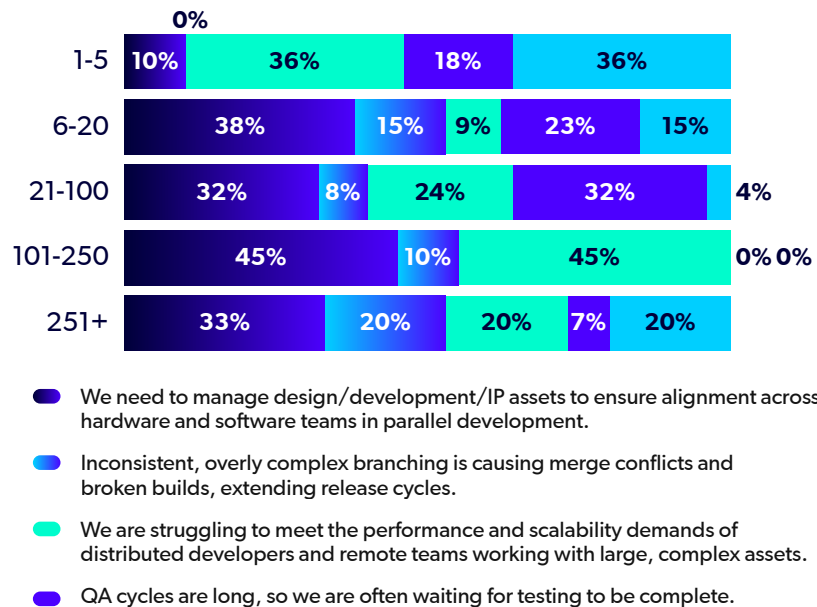 0%
1-5 10% 36% 18% 36%
6-20 38% 15% 9% 23% 15%
21-100 32% 8% 24% 32% 4%
101-250 45% 10% 45% 0% 0%
251+ 33% 20% 20% 7% 20%
We need to manage design/development/IP assets to ensure alignment across
hardware and software teams in parallel development.
Inconsistent, overly complex branching is causing merge conflicts and
broken builds, extending release cycles.
We are struggling to meet the performance and scalability demands of
distributed developers and remote teams working with large, complex assets.
QA cycles are long, so we are often waiting for testing to be complete.